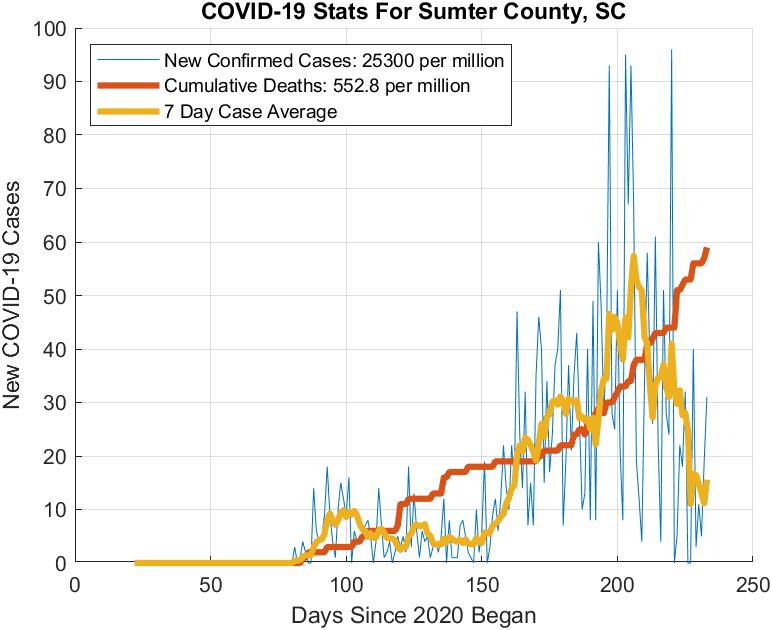 COVID-19 Stats For Sumter County, SC
New Confirmed Cases: 25300 per million
Cumulative Deaths: 552.8 per million
7 Day Case Average
New COVID-19 Cases
100
90
80
70
60
50
40
30
20
10
0
0 50 100 150 200 250
Days Since 2020 Began